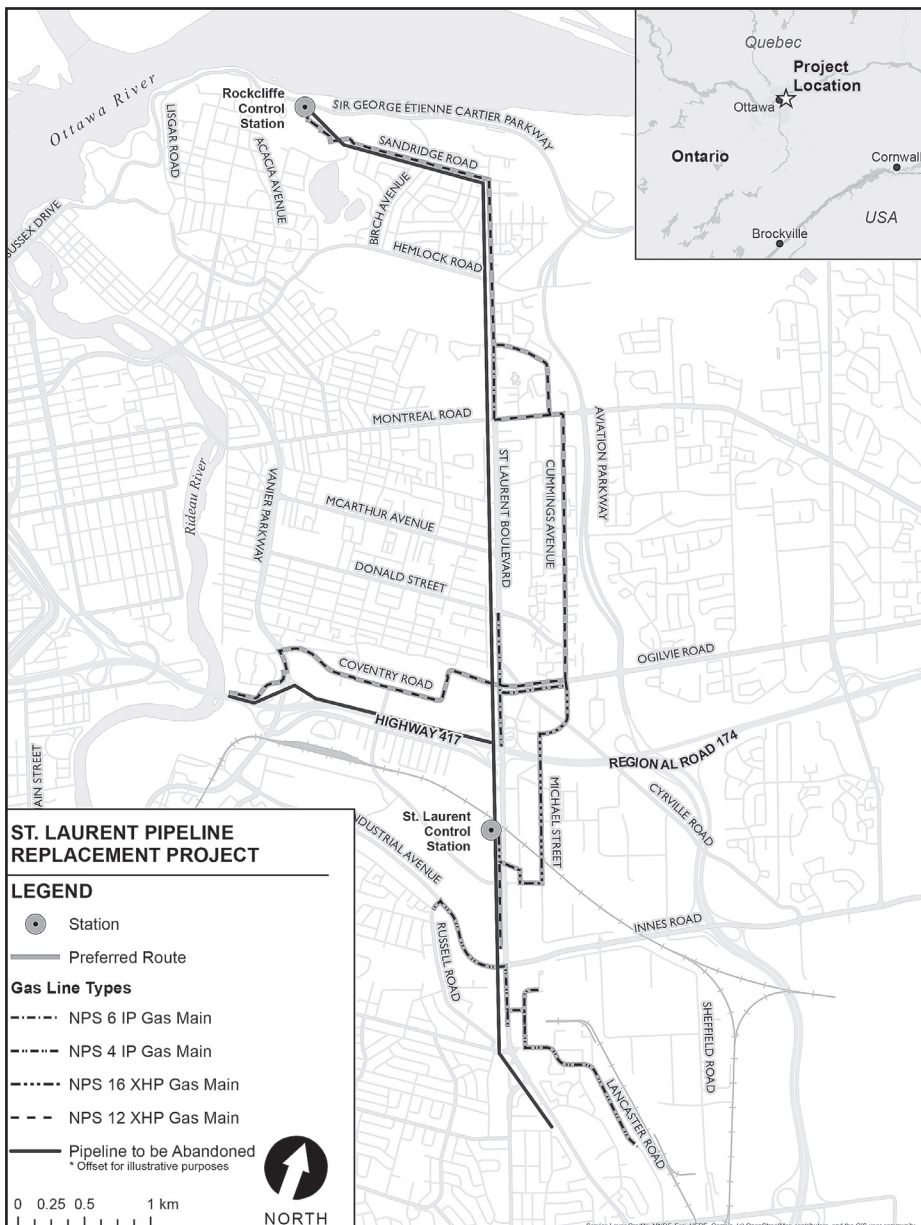 Quebec
Project
Location
Ottawa
Ontario
Cornwall
USA
Brockville
Ottawa River
Rockcliffe
Control
Station
SIR GEORGE ÉTIENNE CARTIER PARKWAY
LISGAR ROAD
ACACIA AVENUE
SANDRIDGE ROAD
BIRCH AVENUE
SUSSEX DRIVE
HEMLOCK ROAD
MONTREAL ROAD
AVIATION PARKWAY
ST LAURENT BOULEVARD
CUMMINGS AVENUE
Rideau River
VANIER PARKWAY
MCARTHUR AVENUE
DONALD STREET
OGILVIE ROAD
COVENTRY ROAD
HIGHWAY 417
REGIONAL ROAD 174
AIN STREET
MICHAEL STREET
CYRVILLE ROAD
St. Laurent
Control
Station
NDUSTRIAL AVENUE
INNES ROAD
RUSSELL ROAD
SHEFFIELD ROAD
LANCASTER ROAD
ST. LAURENT PIPELINE
REPLACEMENT PROJECT
LEGEND
Station
Preferred Route
Gas Line Types
NPS 6 IP Gas Main
NPS 4 IP Gas Main
NPS 16 XHP Gas Main
NPS 12 XHP Gas Main
Pipeline to be Abandoned
* Offset for illustrative purposes
0 0.25 0.5 1 km
NORTH